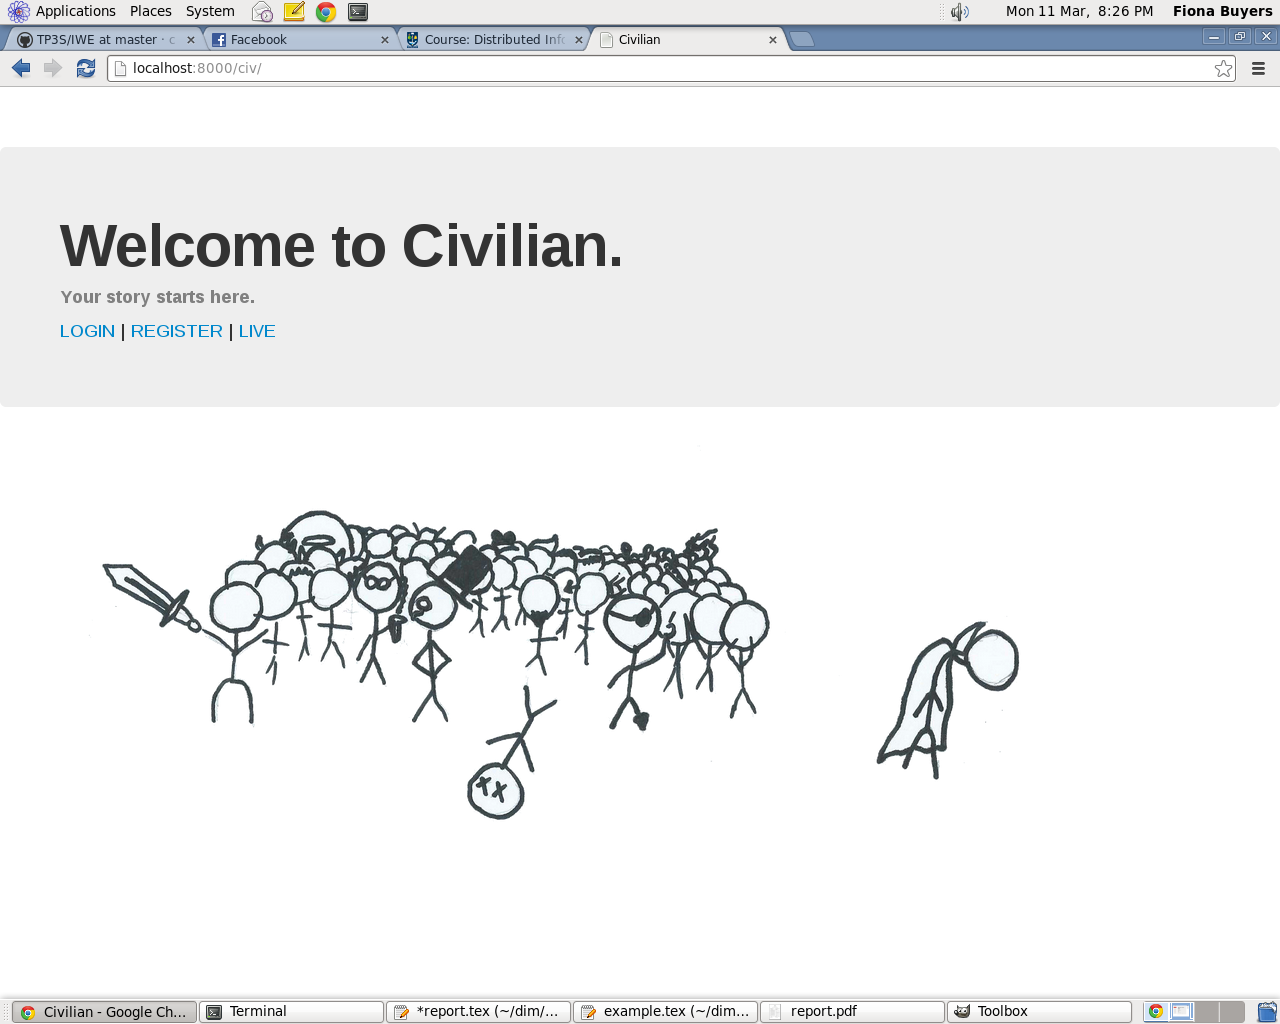 Applications Places System Mon 11 Mar, 8:26 PM Fiona Buyers
TP3S/IWE at master · c Facebook Course: Distributed Info Civilian
localhost:8000/civ/
Welcome to Civilian.
Your story starts here.
LOGIN | REGISTER | LIVE
Civilian - Google Ch... Terminal *report.tex (~/dim/... example.tex (~/dim... report.pdf Toolbox